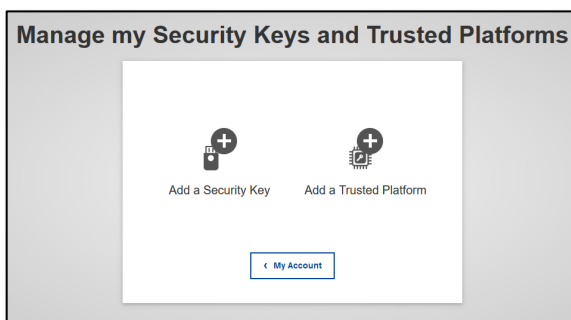 Manage my Security Keys and Trusted Platforms
Add a Security Key
Add a Trusted Platform
‹ My Account